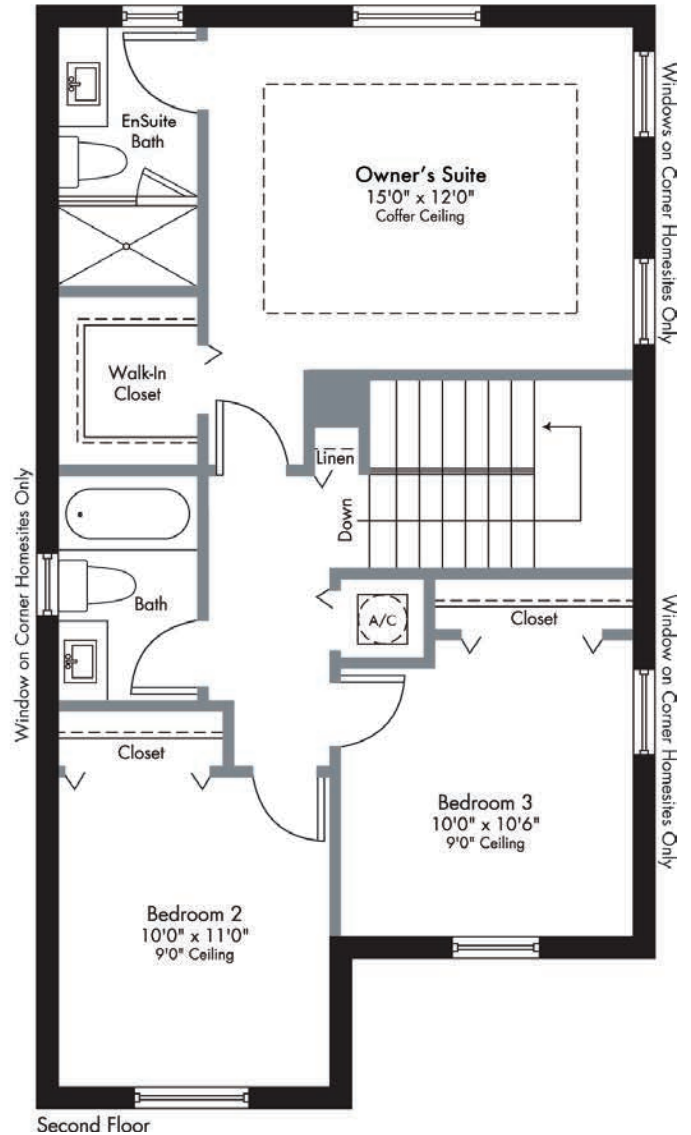 EnSuite
Bath
Owner's Suite
15'0" x 12'0"
Coffer Ceiling
Windows on Corner Homesites Only
Walk-In
Closet
Linen
Down
Window on Corner Homesites Only
Bath
A/C
Closet
Window on Corner Homesites Only
Closet
Bedroom 3
10'0" x 10'6"
9'0" Ceiling
Bedroom 2
10'0" x 11'0"
9'0" Ceiling
Second Floor